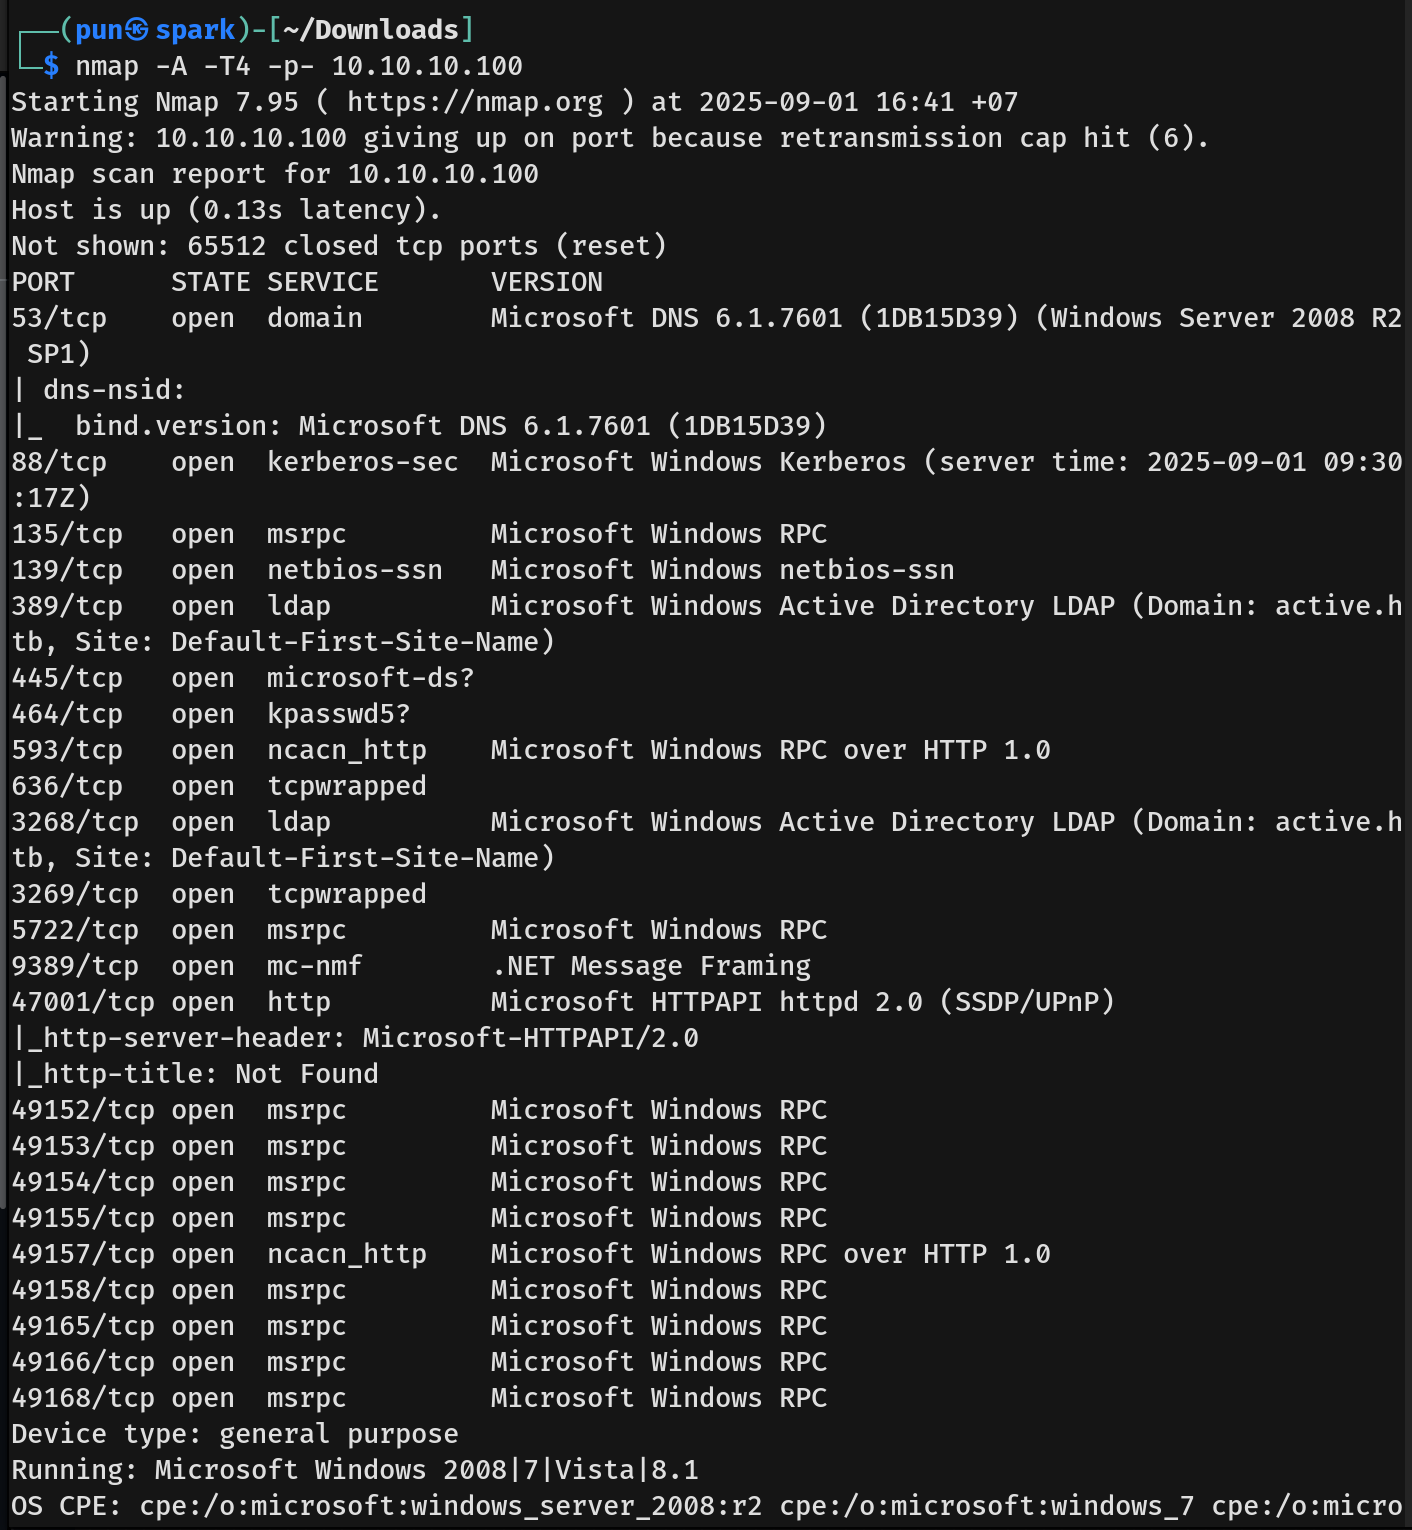 ┌──(pun㉿spark)-[~/Downloads]
└─$ nmap -A -T4 -p- 10.10.10.100
Starting Nmap 7.95 ( https://nmap.org ) at 2025-09-01 16:41 +07
Warning: 10.10.10.100 giving up on port because retransmission cap hit (6).
Nmap scan report for 10.10.10.100
Host is up (0.13s latency).
Not shown: 65512 closed tcp ports (reset)
PORT      STATE SERVICE       VERSION
53/tcp    open  domain        Microsoft DNS 6.1.7601 (1DB15D39) (Windows Server 2008 R2
 SP1)
| dns-nsid:
|_  bind.version: Microsoft DNS 6.1.7601 (1DB15D39)
88/tcp    open  kerberos-sec  Microsoft Windows Kerberos (server time: 2025-09-01 09:30
:17Z)
135/tcp   open  msrpc         Microsoft Windows RPC
139/tcp   open  netbios-ssn   Microsoft Windows netbios-ssn
389/tcp   open  ldap          Microsoft Windows Active Directory LDAP (Domain: active.h
tb, Site: Default-First-Site-Name)
445/tcp   open  microsoft-ds?
464/tcp   open  kpasswd5?
593/tcp   open  ncacn_http    Microsoft Windows RPC over HTTP 1.0
636/tcp   open  tcpwrapped
3268/tcp  open  ldap          Microsoft Windows Active Directory LDAP (Domain: active.h
tb, Site: Default-First-Site-Name)
3269/tcp  open  tcpwrapped
5722/tcp  open  msrpc         Microsoft Windows RPC
9389/tcp  open  mc-nmf        .NET Message Framing
47001/tcp open  http          Microsoft HTTPAPI httpd 2.0 (SSDP/UPnP)
|_http-server-header: Microsoft-HTTPAPI/2.0
|_http-title: Not Found
49152/tcp open  msrpc         Microsoft Windows RPC
49153/tcp open  msrpc         Microsoft Windows RPC
49154/tcp open  msrpc         Microsoft Windows RPC
49155/tcp open  msrpc         Microsoft Windows RPC
49157/tcp open  ncacn_http    Microsoft Windows RPC over HTTP 1.0
49158/tcp open  msrpc         Microsoft Windows RPC
49165/tcp open  msrpc         Microsoft Windows RPC
49166/tcp open  msrpc         Microsoft Windows RPC
49168/tcp open  msrpc         Microsoft Windows RPC
Device type: general purpose
Running: Microsoft Windows 2008|7|Vista|8.1
OS CPE: cpe:/o:microsoft:windows_server_2008:r2 cpe:/o:microsoft:windows_7 cpe:/o:micro